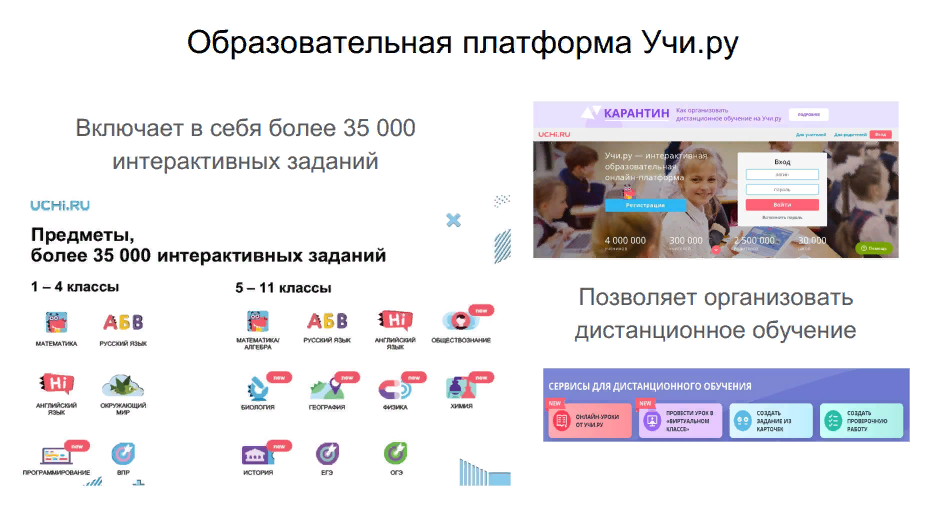 Образовательная платформа Учи.ру
Включает в себя более 35 000
интерактивных заданий
UCHi.RU
Предметы,
более 35 000 интерактивных заданий
1 – 4 классы
5 – 11 классы
МАТЕМАТИКА
РУССКИЙ ЯЗЫК
МАТЕМАТИКА/
АЛГЕБРА
РУССКИЙ ЯЗЫК
Hi
АНГЛИЙСКИЙ
ЯЗЫК
new
ОБЩЕСТВОЗНАНИЕ
Hi
АНГЛИЙСКИЙ
ЯЗЫК
ОКРУЖАЮЩИЙ
МИР
new
БИОЛОГИЯ
new
ГЕОГРАФИЯ
new
ФИЗИКА
new
ХИМИЯ
new
ПРОГРАММИРОВАНИЕ
ВПР
new
ИСТОРИЯ
ЕГЭ
ОГЭ
КАРАНТИН
Как организовать
дистанционное обучение на Учи.ру
ПОДРОБНЕЕ
UCHi.RU
Для учителей
Для родителей
Вход
Учи.ру — интерактивная
образовательная
онлайн-платформа
Регистрация
Вход
логин
пароль
Войти
Вспомнить пароль
4 000 000
300 000
2 500 000
30 000
Помощь
Позволяет организовать
дистанционное обучение
СЕРВИСЫ ДЛЯ ДИСТАНЦИОННОГО ОБУЧЕНИЯ
NEW
ОНЛАЙН-УРОКИ
ОТ УЧИ.РУ
NEW
ПРОВЕСТИ УРОК В
«ВИРТУАЛЬНОМ
КЛАССЕ»
СОЗДАТЬ
ЗАДАНИЕ ИЗ
КАРТОЧЕК
СОЗДАТЬ
ПРОВЕРОЧНУЮ
РАБОТУ